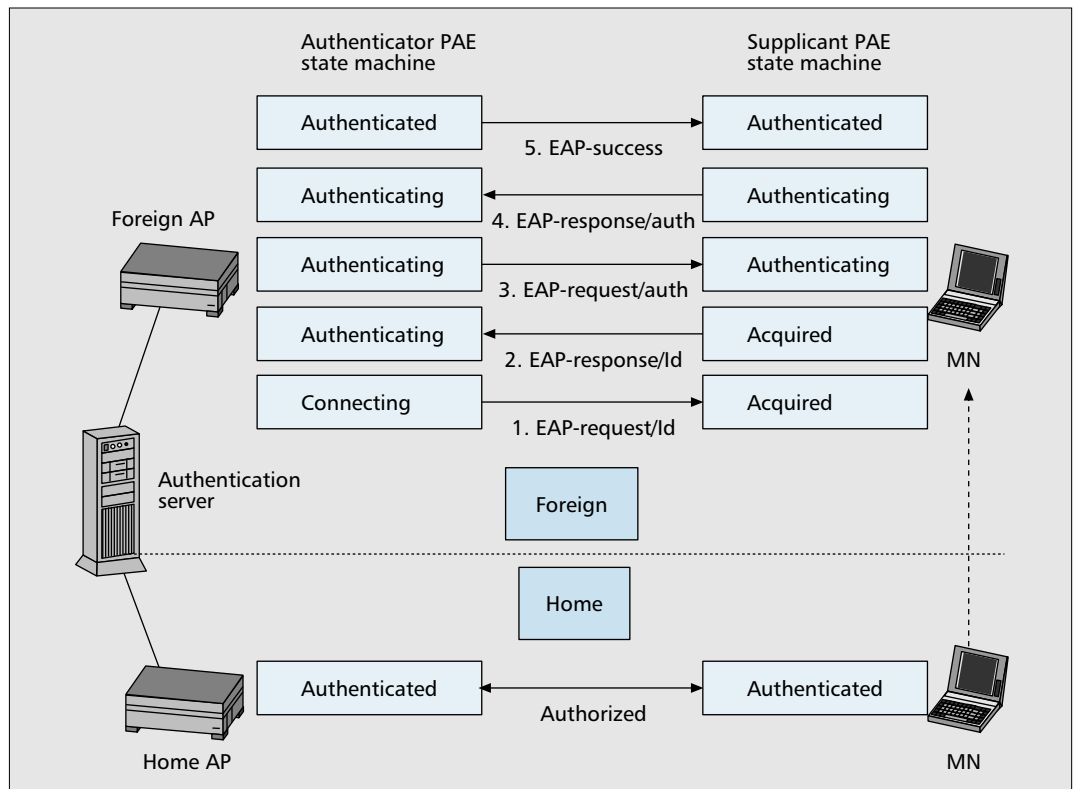 Authenticator PAE
state machine
Supplicant PAE
state machine
Authenticated
Authenticated
5. EAP-success
Authenticating
Authenticating
4. EAP-response/auth
Foreign AP
Authenticating
Authenticating
3. EAP-request/auth
Authenticating
Acquired
2. EAP-response/Id
MN
Connecting
Acquired
1. EAP-request/Id
Authentication
server
Foreign
Home
Authenticated
Authenticated
Authorized
Home AP
MN